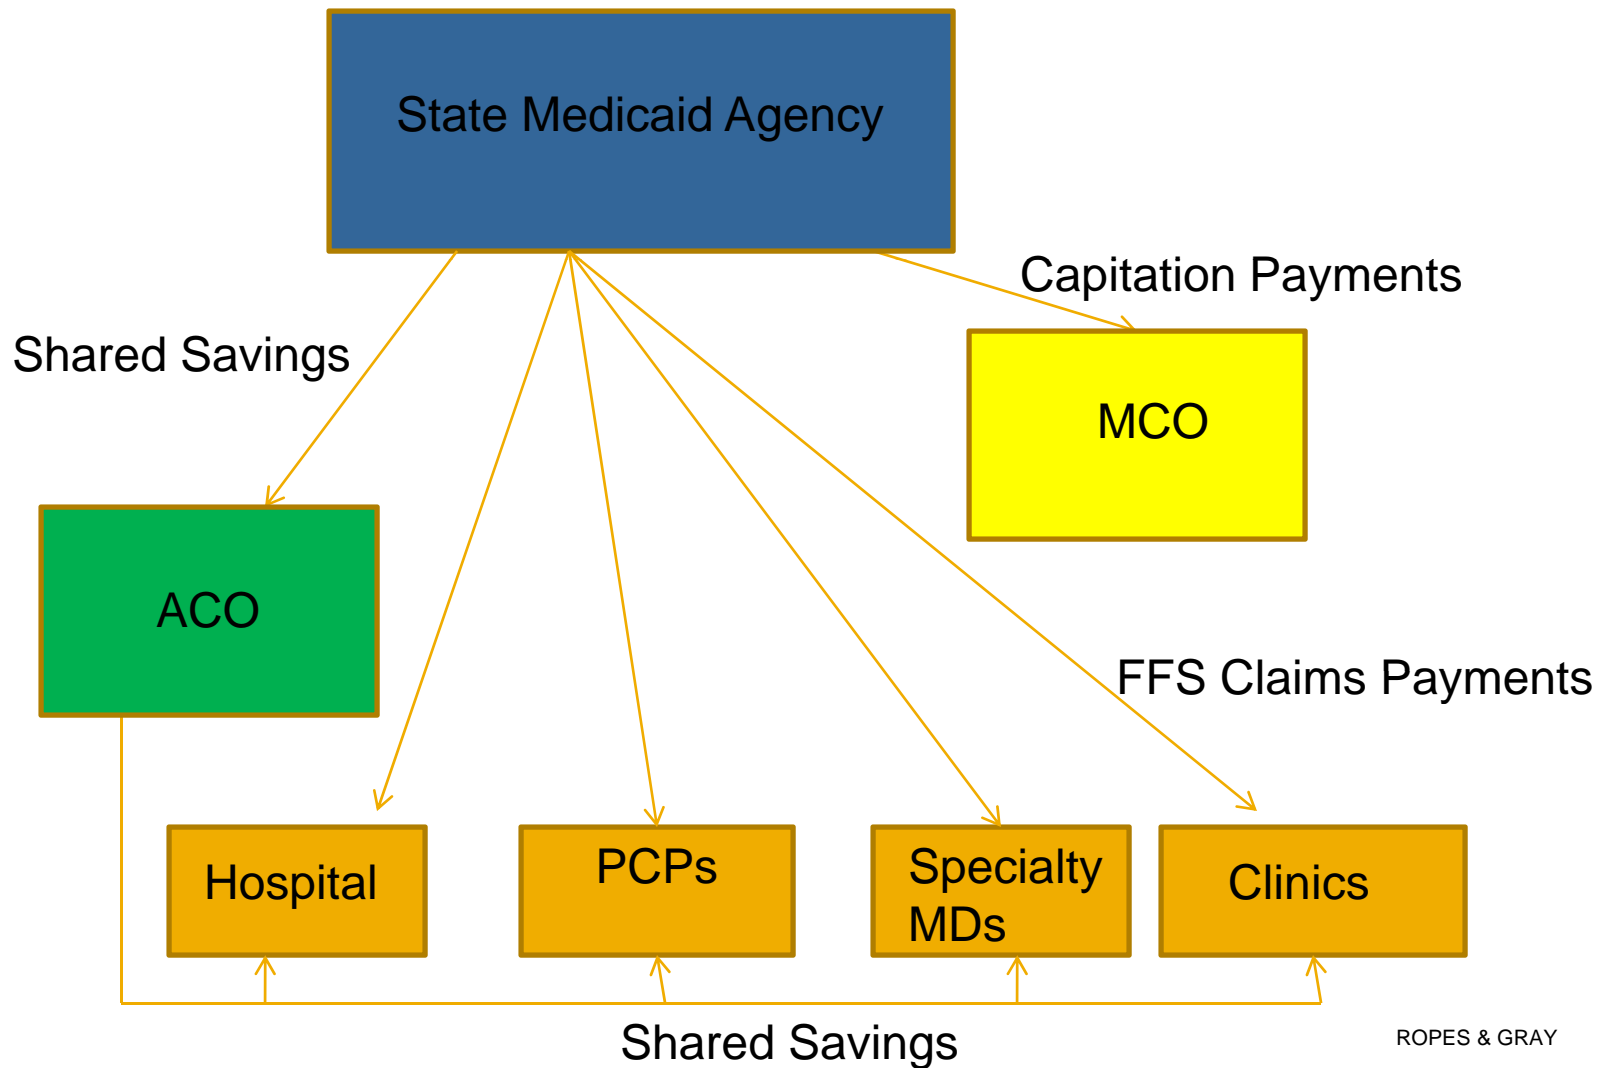 State Medicaid Agency
Capitation Payments
Shared Savings
MCO
ACO
FFS Claims Payments
Hospital
PCPs
Specialty
MDs
Clinics
Shared Savings
ROPES & GRAY